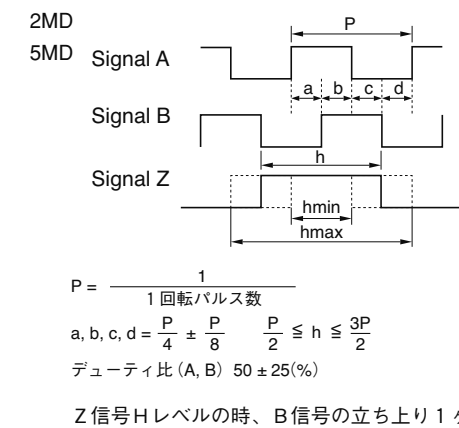 2MD
5MD
P
Signal A
a b c d
Signal B
h
Signal Z
hmin
hmax
P = 1 / 1回転パルス数
a, b, c, d = P/4 ± P/8　P/2 ≦ h ≦ 3P/2
デューティ比 (A, B) 50 ± 25(%)
Z信号Hレベルの時、B信号の立ち上り1